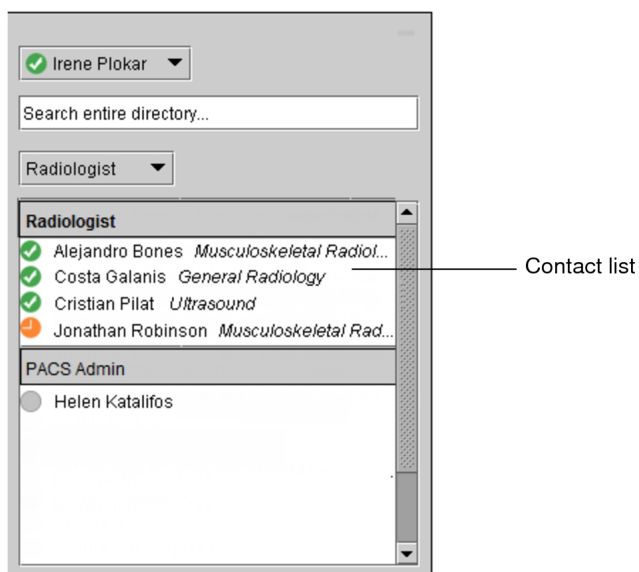 Irene Plokar
Search entire directory...
Radiologist
Radiologist
Alejandro Bones Musculoskeletal Radiol...
Costa Galanis General Radiology
Contact list
Cristian Pilat Ultrasound
Jonathan Robinson Musculoskeletal Rad...
PACS Admin
Helen Katalifos